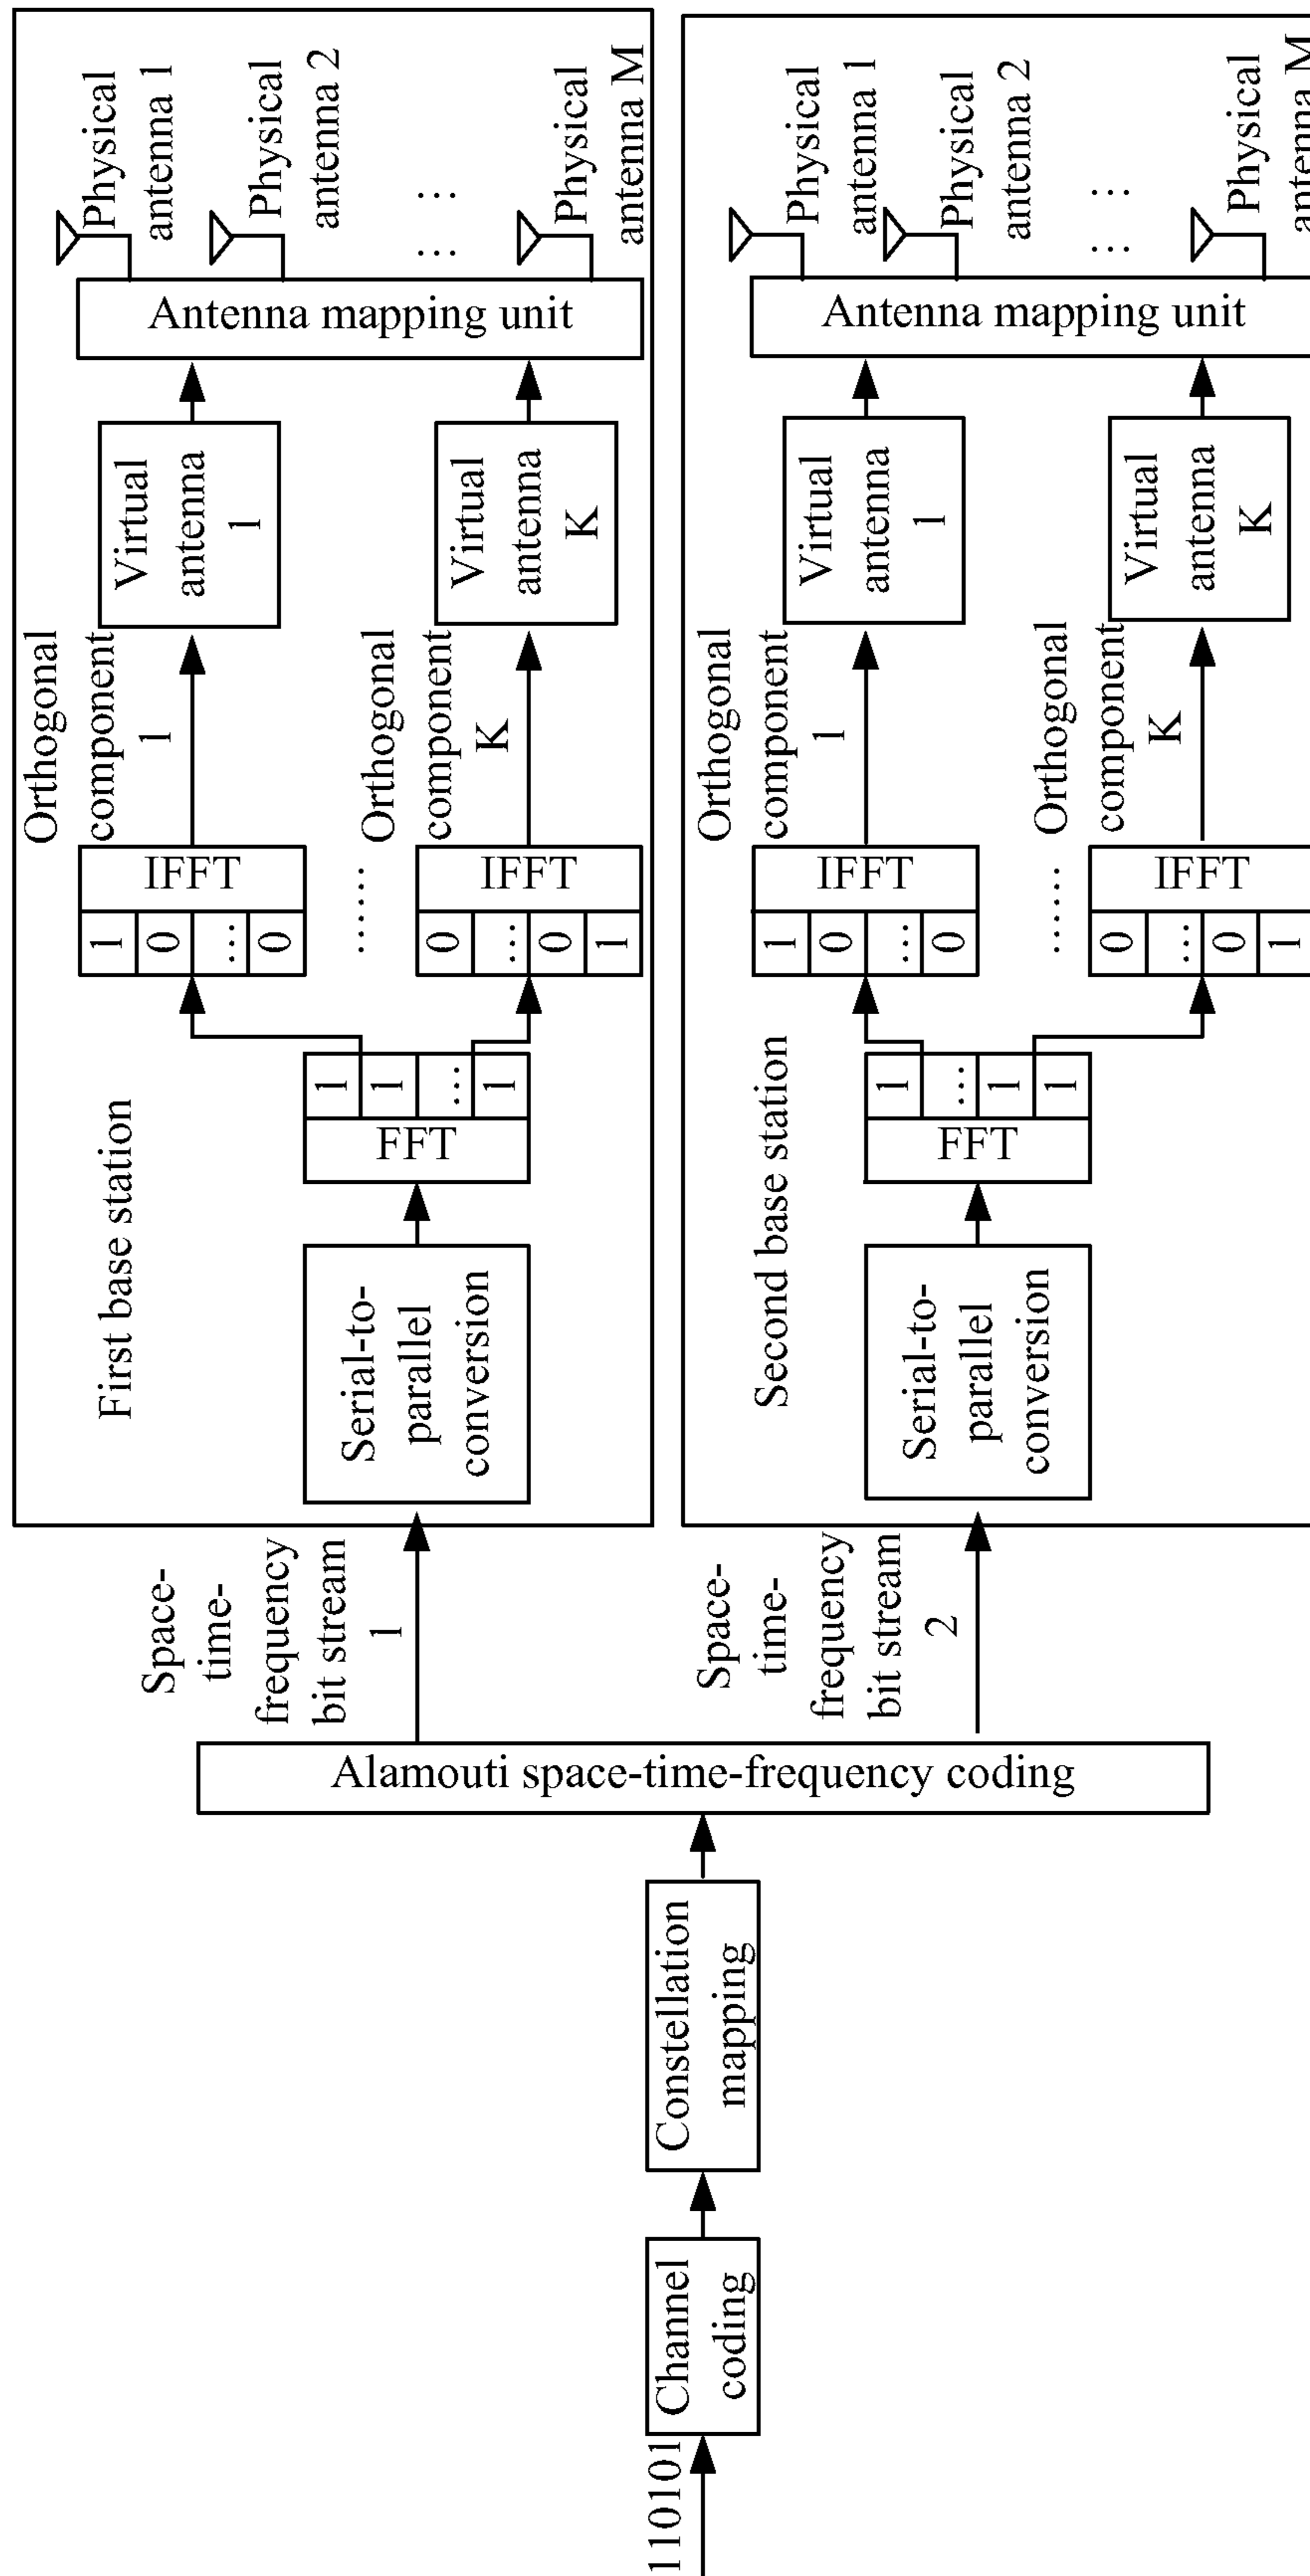 110101
Channel
coding
Constellation
mapping
Alamouti space-time-frequency coding
Space-
time-
frequency
bit stream
1
First base station
Serial-to-
parallel
conversion
FFT
1
1
...
1
1
0
...
0
IFFT
......
0
...
0
1
IFFT
Orthogonal
component
1
Orthogonal
component
K
Virtual
antenna
1
Virtual
antenna
K
Antenna mapping unit
Physical
antenna 1
Physical
antenna 2
... ...
Physical
antenna M
Space-
time-
frequency
bit stream
2
Second base station
Serial-to-
parallel
conversion
FFT
1
...
1
1
1
0
...
0
IFFT
......
0
...
0
1
IFFT
Orthogonal
component
1
Orthogonal
component
K
Virtual
antenna
1
Virtual
antenna
K
Antenna mapping unit
Physical
antenna 1
Physical
antenna 2
... ...
Physical
antenna M